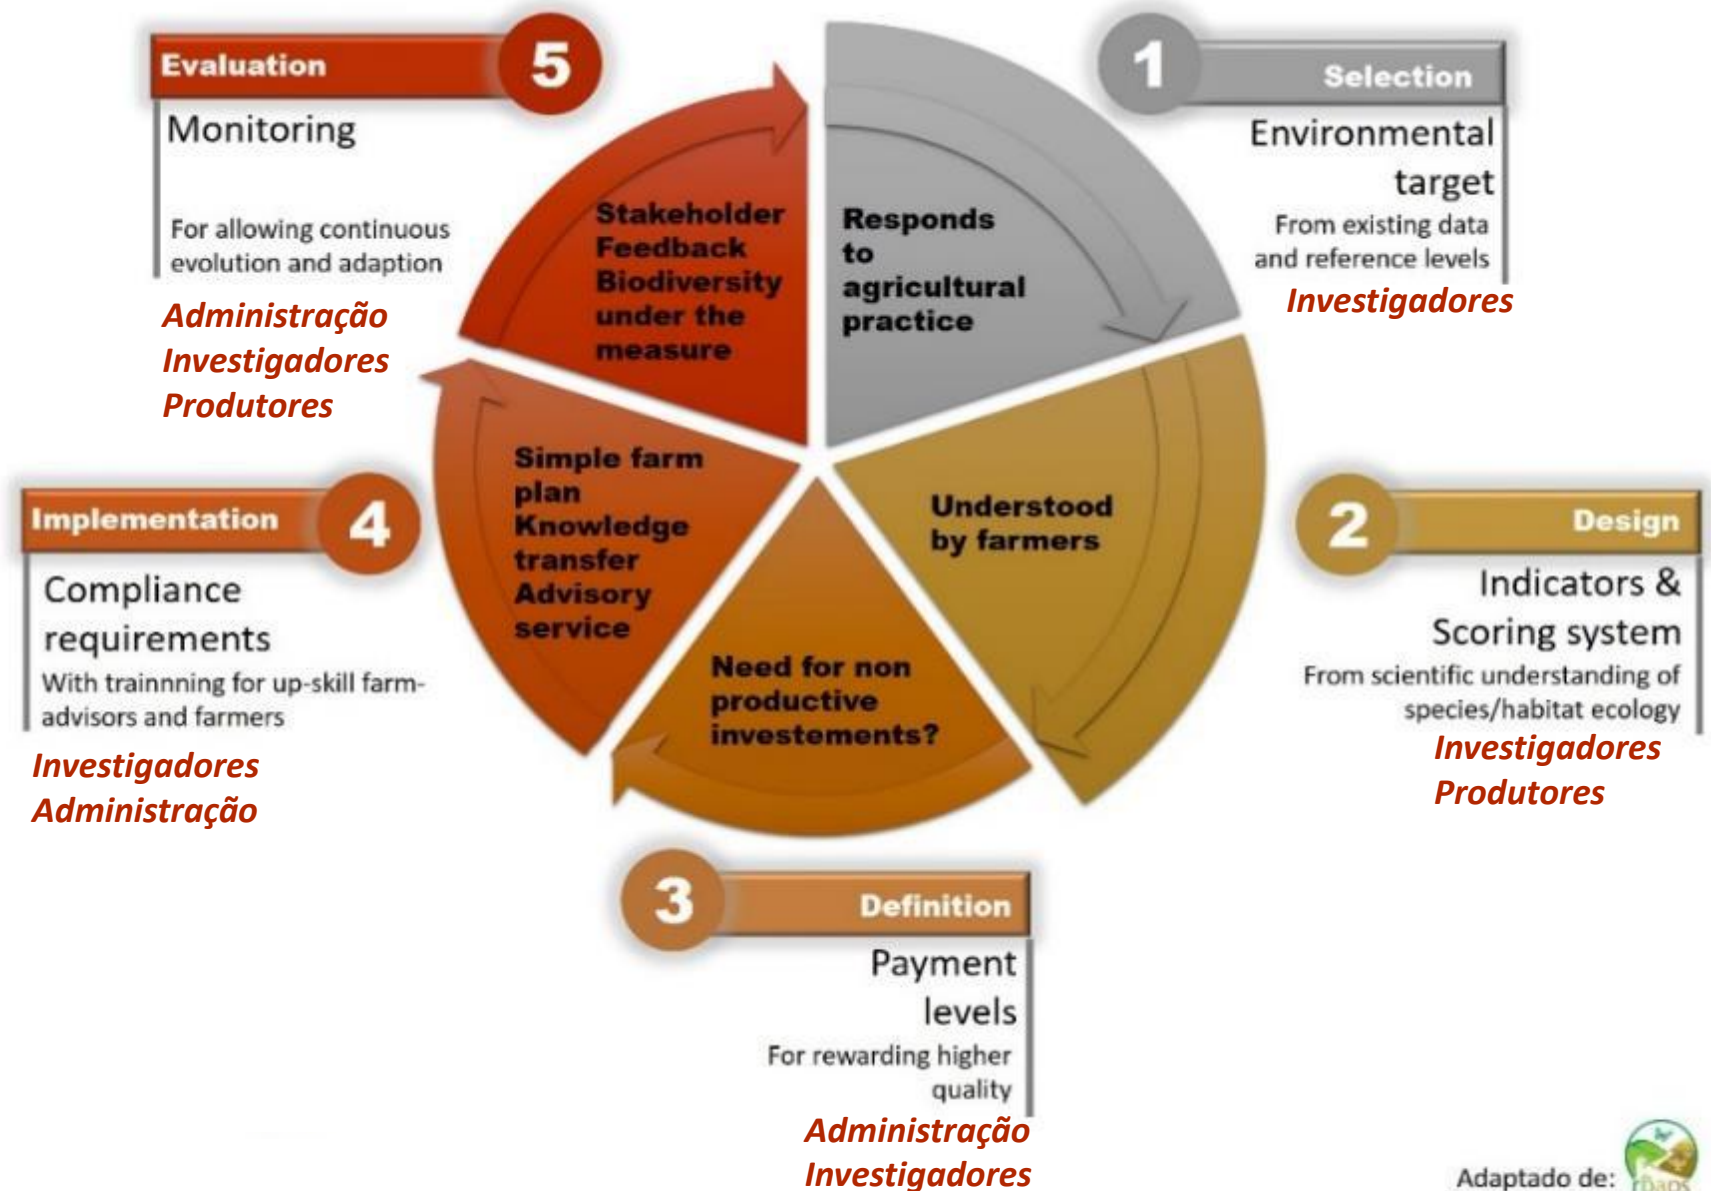 Evaluation
5
Monitoring
For allowing continuous
evolution and adaption
Administração
Investigadores
Produtores
1
Selection
Environmental
target
From existing data
and reference levels
Investigadores
Stakeholder
Feedback
Biodiversity
under the
measure
Responds
to
agricultural
practice
Simple farm
plan
Knowledge
transfer
Advisory
service
Understood
by farmers
Need for non
productive
investements?
Implementation
4
Compliance
requirements
With trainnning for up-skill farm-
advisors and farmers
Investigadores
Administração
2
Design
Indicators &
Scoring system
From scientific understanding of
species/habitat ecology
Investigadores
Produtores
3
Definition
Payment
levels
For rewarding higher
quality
Administração
Investigadores
Adaptado de: